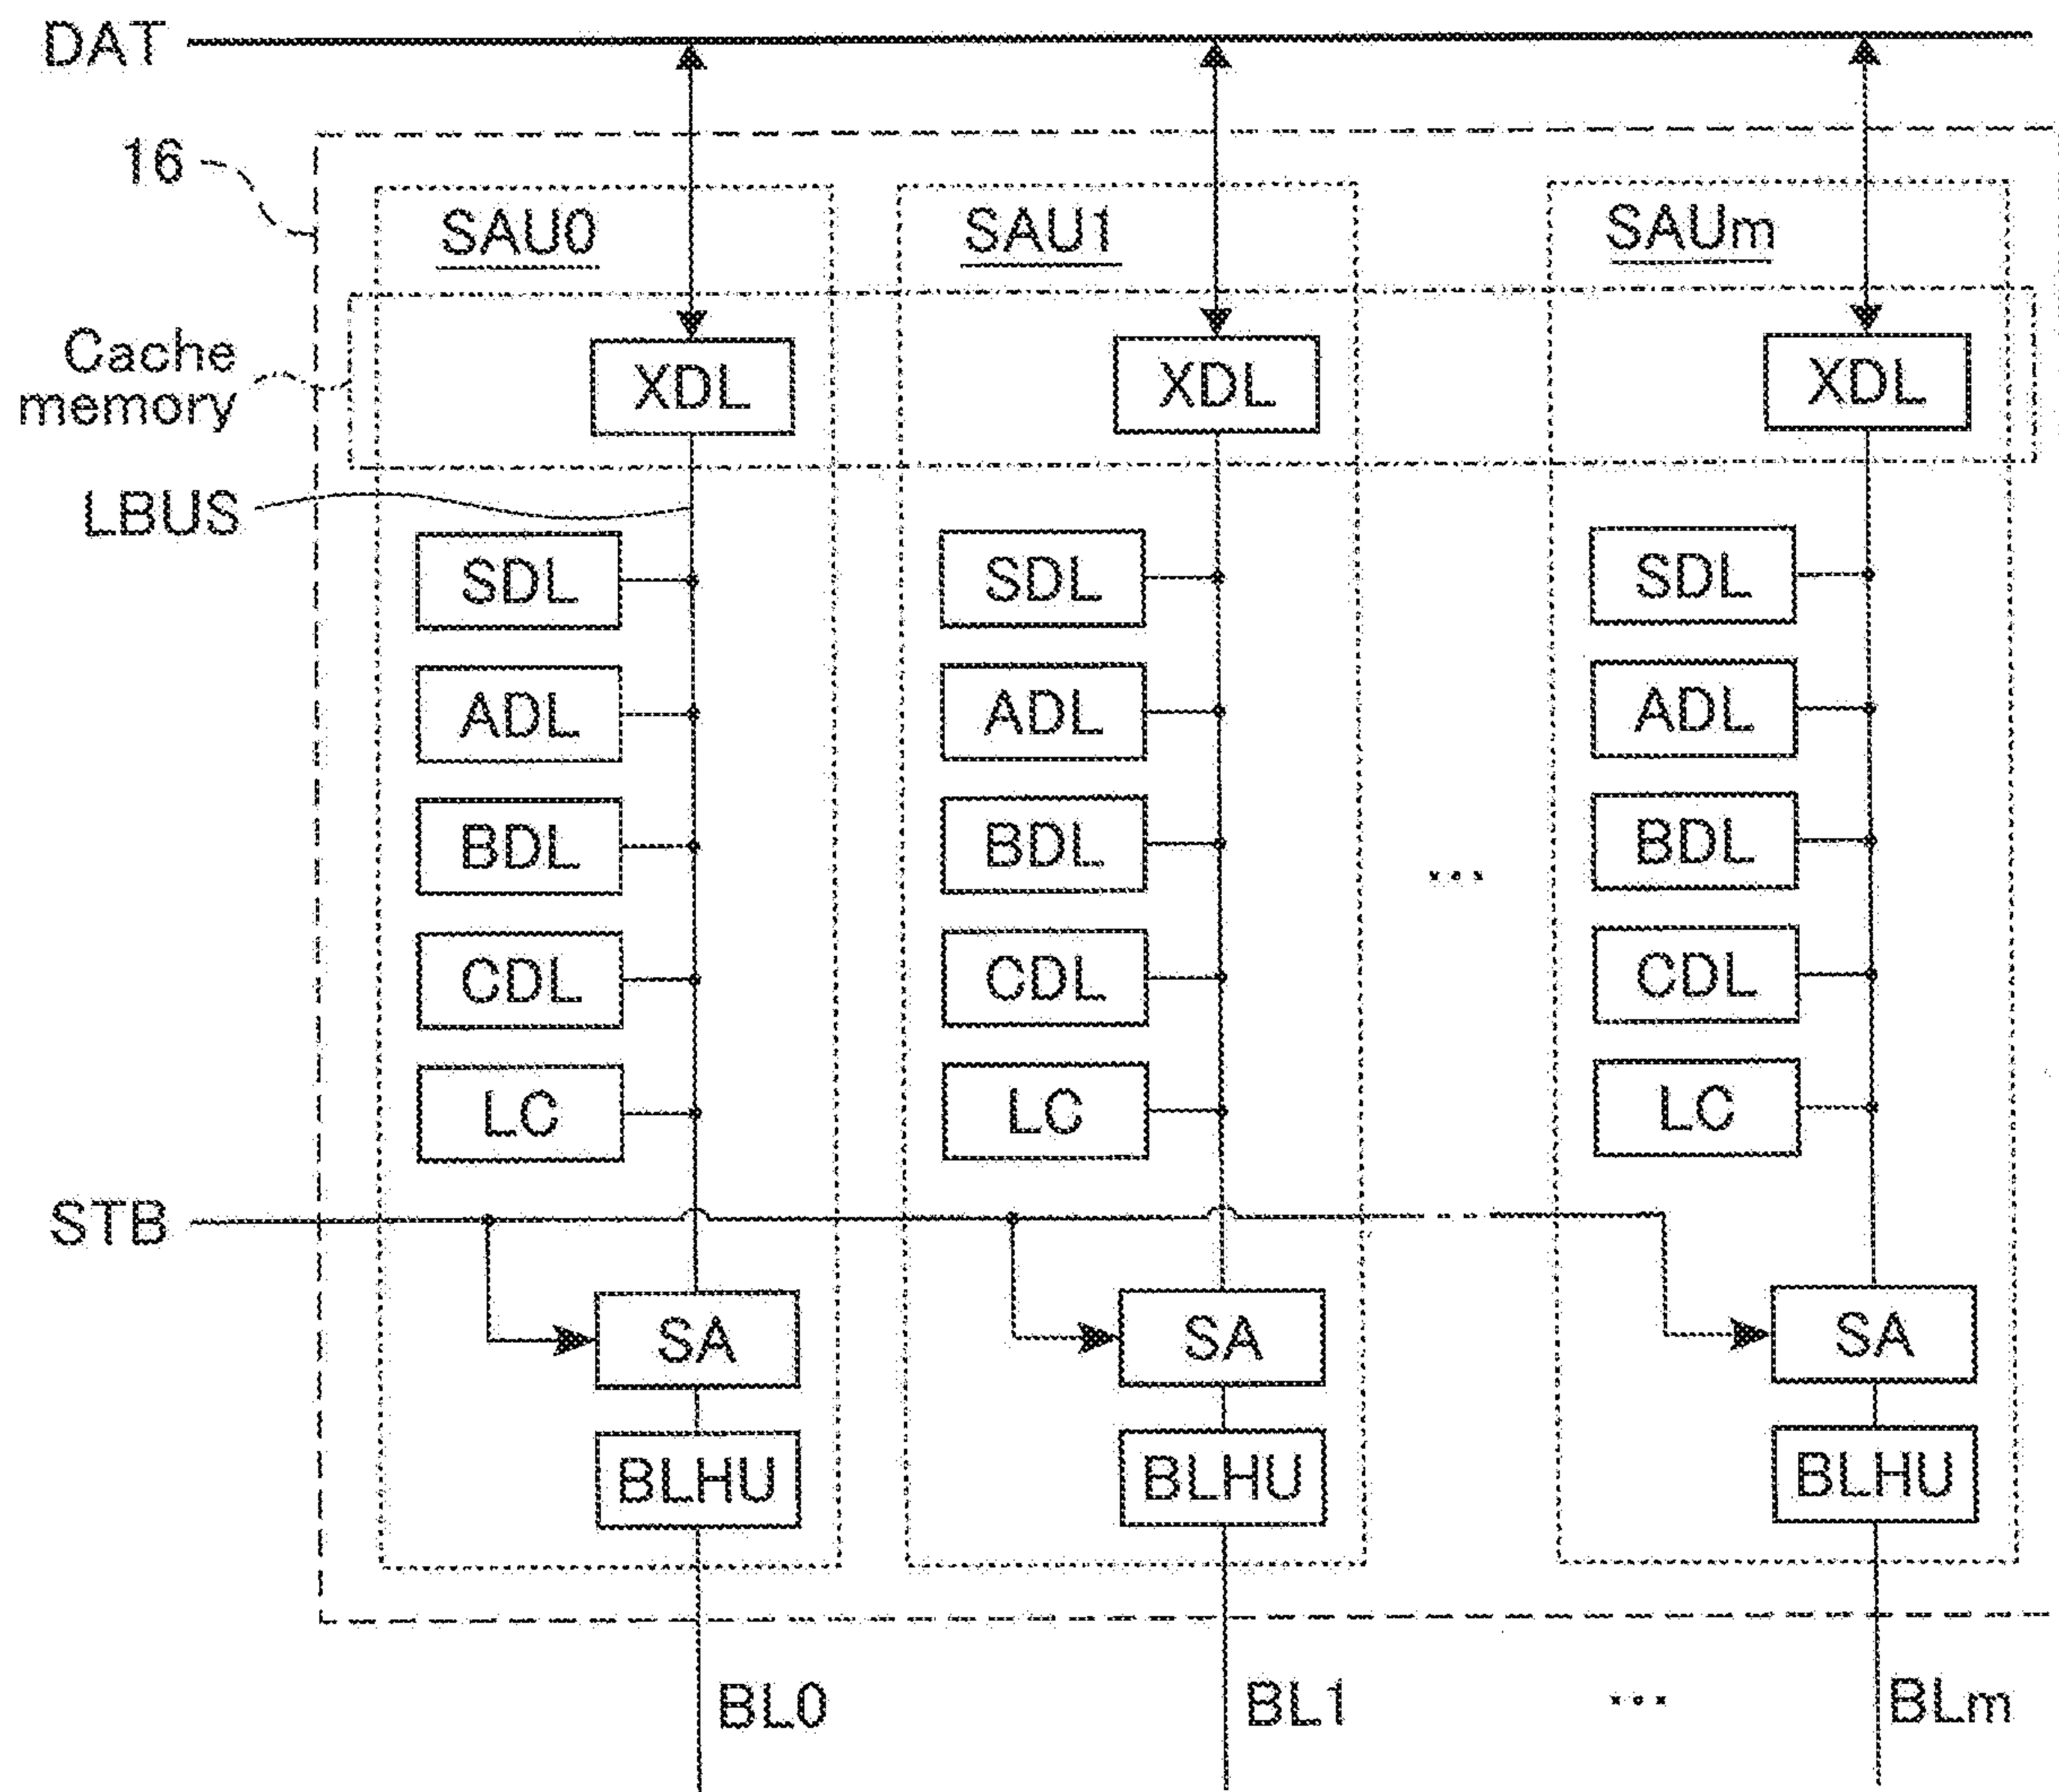 DAT
16
SAU0 SAU1 SAUm
Cache
memory
XDL XDL XDL
LBUS
SDL SDL SDL
ADL ADL ADL
BDL BDL BDL
...
CDL CDL CDL
LC LC LC
STB
SA SA SA
BLHU BLHU BLHU
BL0 BL1 ... BLm